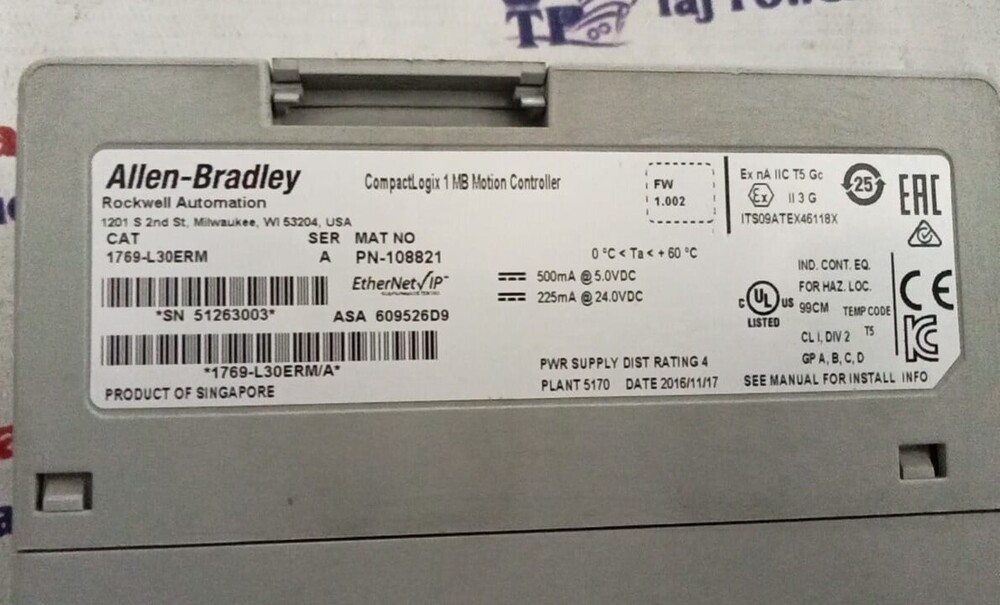 TP
Taj Power
Allen-Bradley
Rockwell Automation
1201 S 2nd St, Milwaukee, WI 53204, USA
CompactLogix 1 MB Motion Controller
CAT SER MAT NO
1769-L30ERM A PN-108821
EtherNet/IP
*SN 51263003* ASA 609526D9
*1769-L30ERM/A*
PRODUCT OF SINGAPORE
FW
1.002
0 °C < Ta < + 60 °C
500mA @ 5.0VDC
225mA @ 24.0VDC
PWR SUPPLY DIST RATING 4
PLANT 5170 DATE 2016/11/17
Ex nA IIC T5 Gc
Ex II 3 G
ITS09ATEX46118X
25
EAC
C UL US
LISTED
IND. CONT. EQ.
FOR HAZ. LOC.
99CM TEMP CODE
CL I, DIV 2 T5
GP A, B, C, D
CE
KC
SEE MANUAL FOR INSTALL INFO